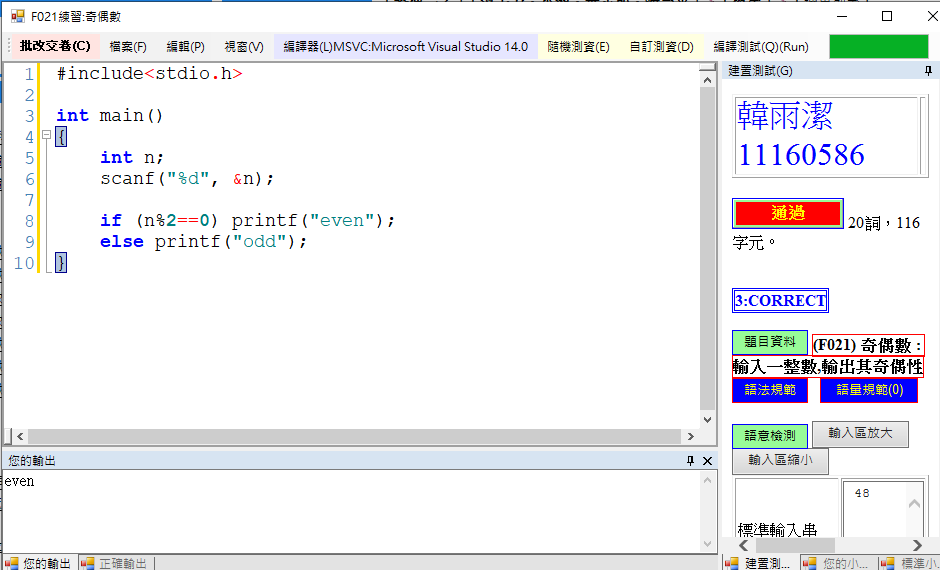 F021練習:奇偶數
批改交卷(C) 檔案(F) 編輯(P) 視窗(V) 編譯器(L)MSVC:Microsoft Visual Studio 14.0 隨機測資(E) 自訂測資(D) 編譯測試(Q)(Run)
1 #include<stdio.h>
2
3 int main()
4 {
5 int n;
6 scanf("%d", &n);
7
8 if (n%2==0) printf("even");
9 else printf("odd");
10 }
您的輸出
even
您的輸出 正確輸出
建置測試(G)
韓雨潔
11160586
通過 20詞，116
字元。
3:CORRECT
題目資料 (F021) 奇偶數 :
輸入一整數,輸出其奇偶性
語法規範 語量規範(0)
語意檢測 輸入區放大
輸入區縮小
標準輸入串 48
建置測... 您的小... 標準小.